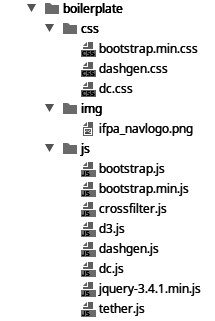 boilerplate
css
bootstrap.min.css
dashgen.css
dc.css
img
ifpa_navlogo.png
js
bootstrap.js
bootstrap.min.js
crossfilter.js
d3.js
dashgen.js
dc.js
jquery-3.4.1.min.js
tether.js